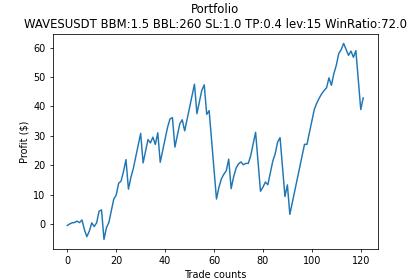 Portfolio
WAVESUSDT BBM:1.5 BBL:260 SL:1.0 TP:0.4 lev:15 WinRatio:72.0
Profit ($)
60
50
40
30
20
10
0
0 20 40 60 80 100 120
Trade counts